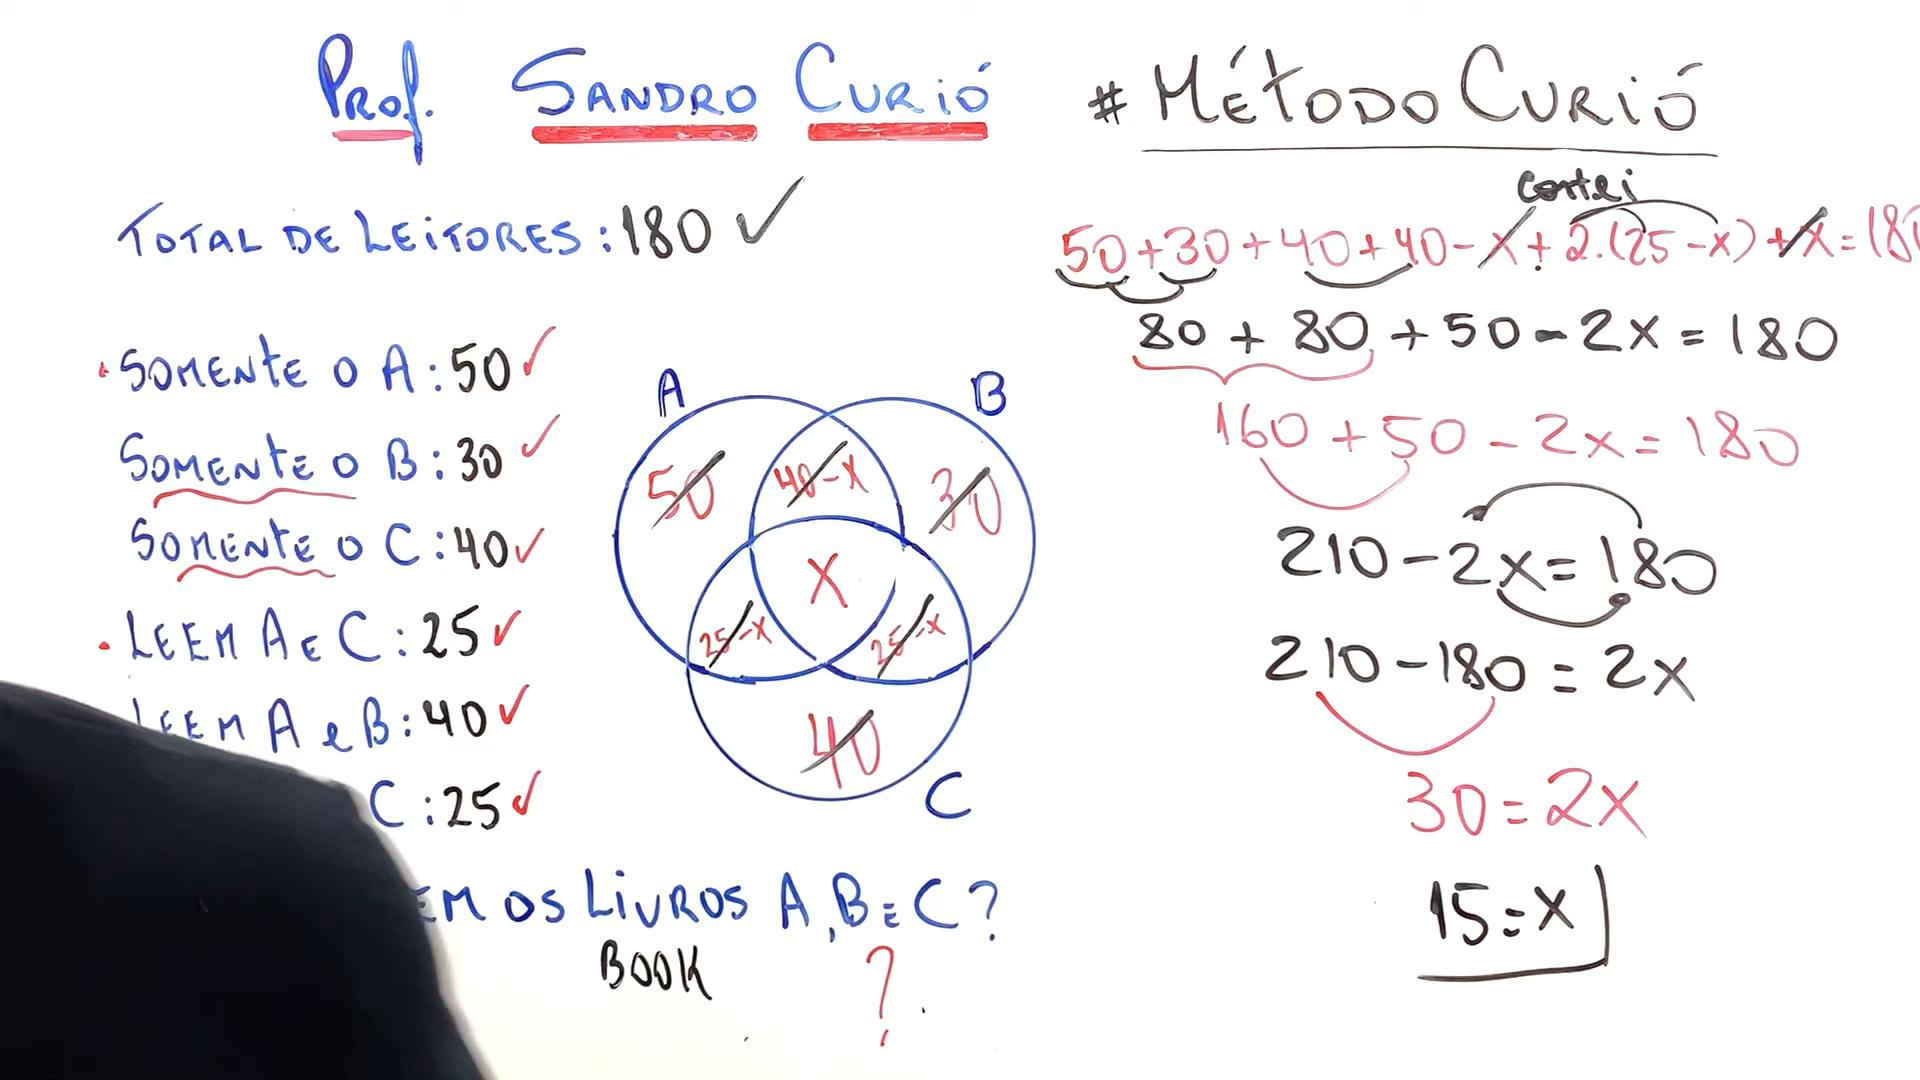 PROF. SANDRO CURIÓ
TOTAL DE LEITORES : 180 ✓
• SOMENTE O A : 50 ✓
SOMENTE O B : 30 ✓
SOMENTE O C : 40 ✓
• LEEM A E C : 25 ✓
LEEM A e B : 40 ✓
C : 25 ✓
EM OS LIVROS A, B E C ?
BOOK ?
A B
50 40-X 30
X
25-X 25-X
40
C
# MÉTODO CURIÓ
Cortei
50+30+40+40-X+2.(25-X)+X=180
80 + 80 + 50 - 2X = 180
160 + 50 - 2X = 180
210 - 2X = 180
210 - 180 = 2X
30 = 2X
15 = X